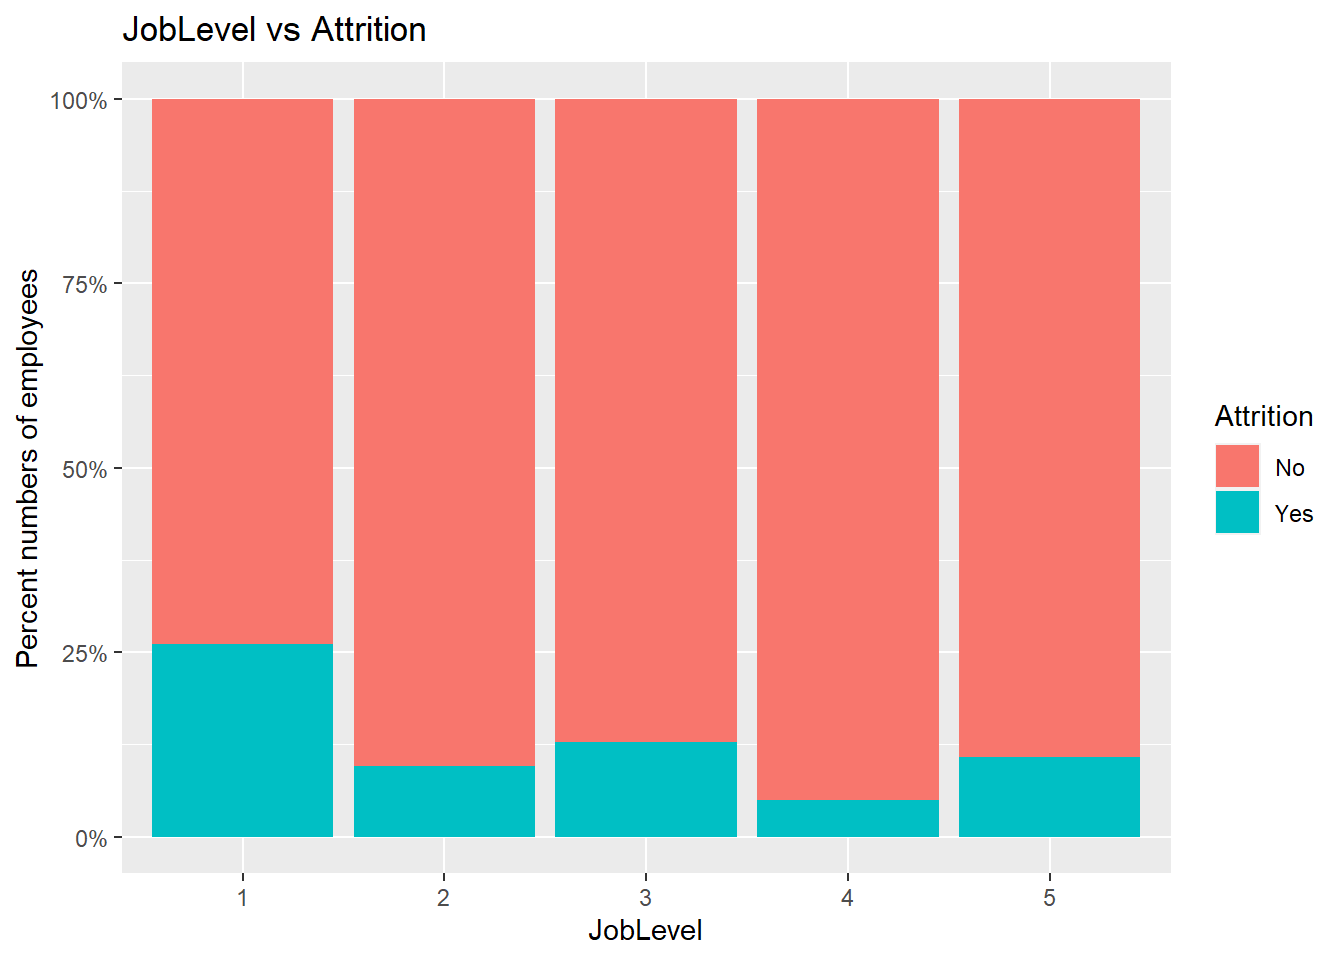 JobLevel vs Attrition
100%
75%
50%
25%
0%
Percent numbers of employees
1 2 3 4 5
JobLevel
Attrition
No
Yes